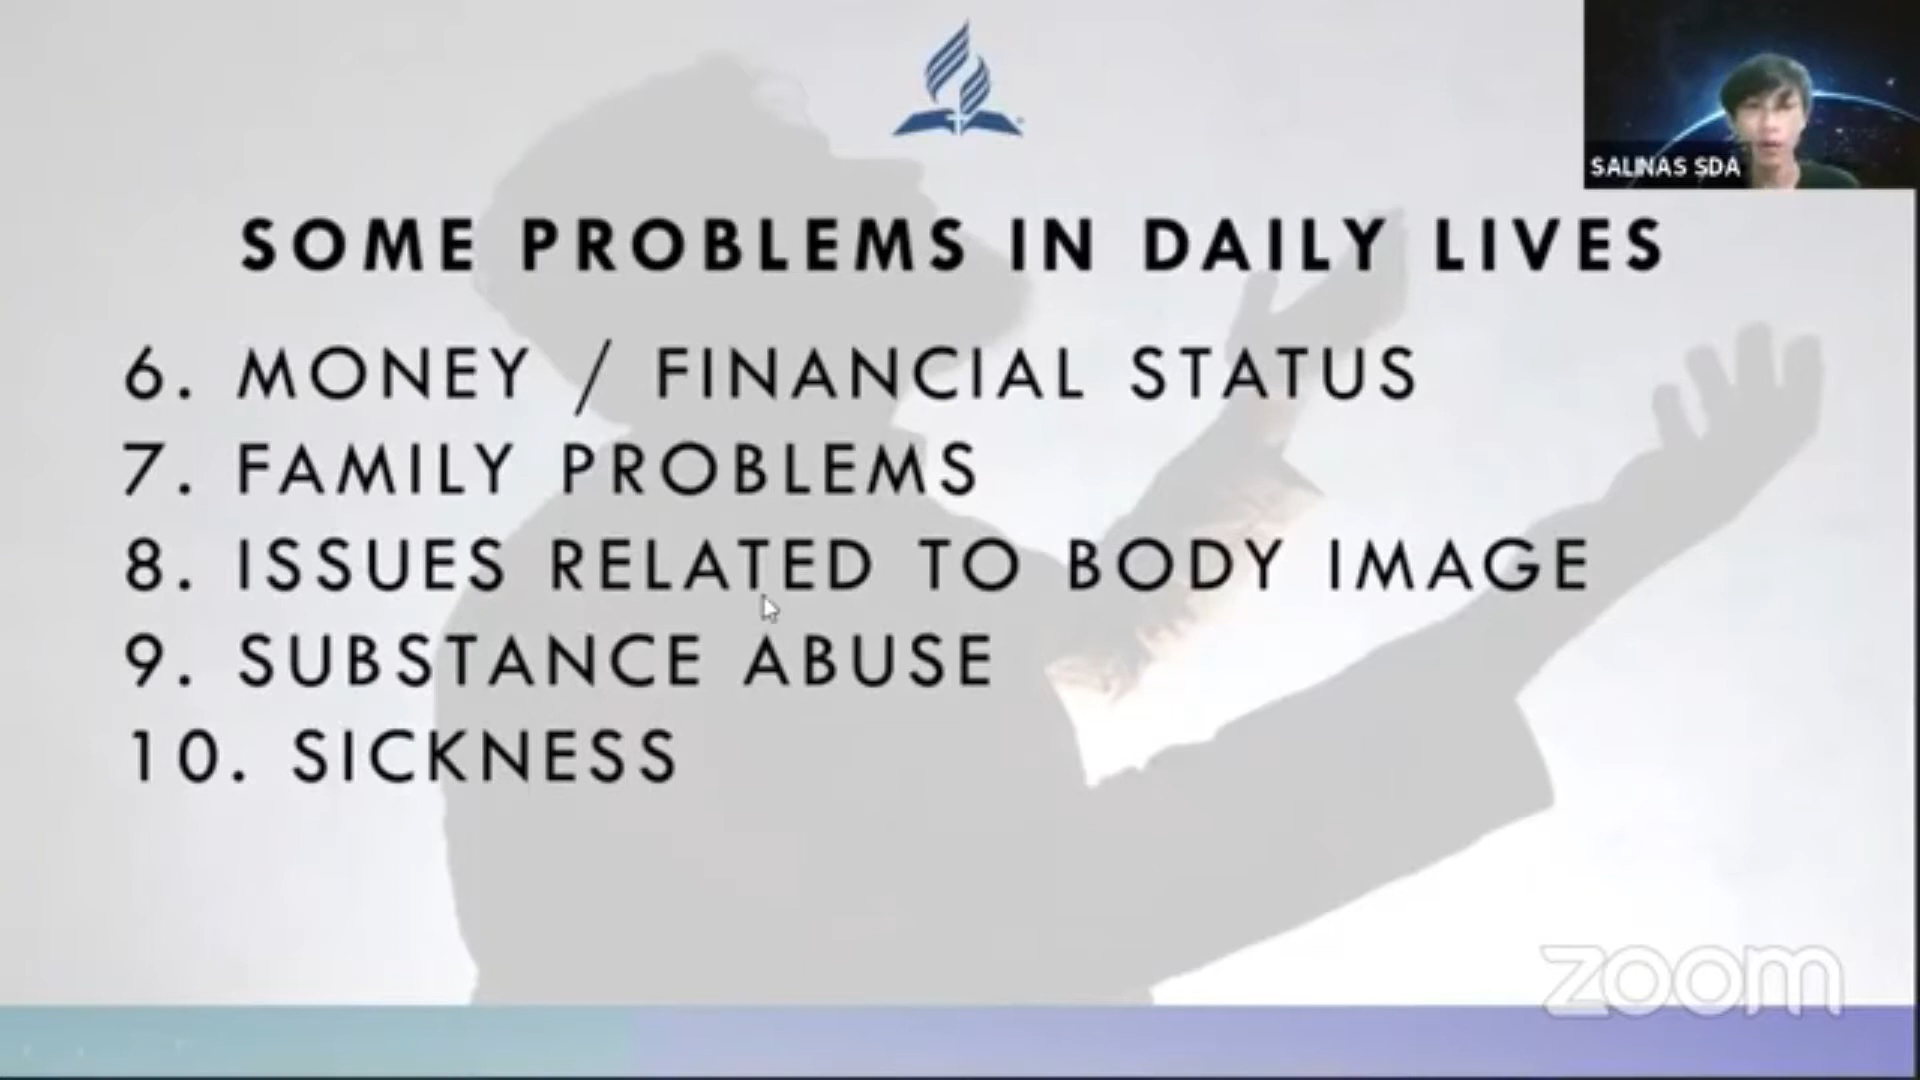 SALINAS SDA
SOME PROBLEMS IN DAILY LIVES
6. MONEY / FINANCIAL STATUS
7. FAMILY PROBLEMS
8. ISSUES RELATED TO BODY IMAGE
9. SUBSTANCE ABUSE
10. SICKNESS
zoom